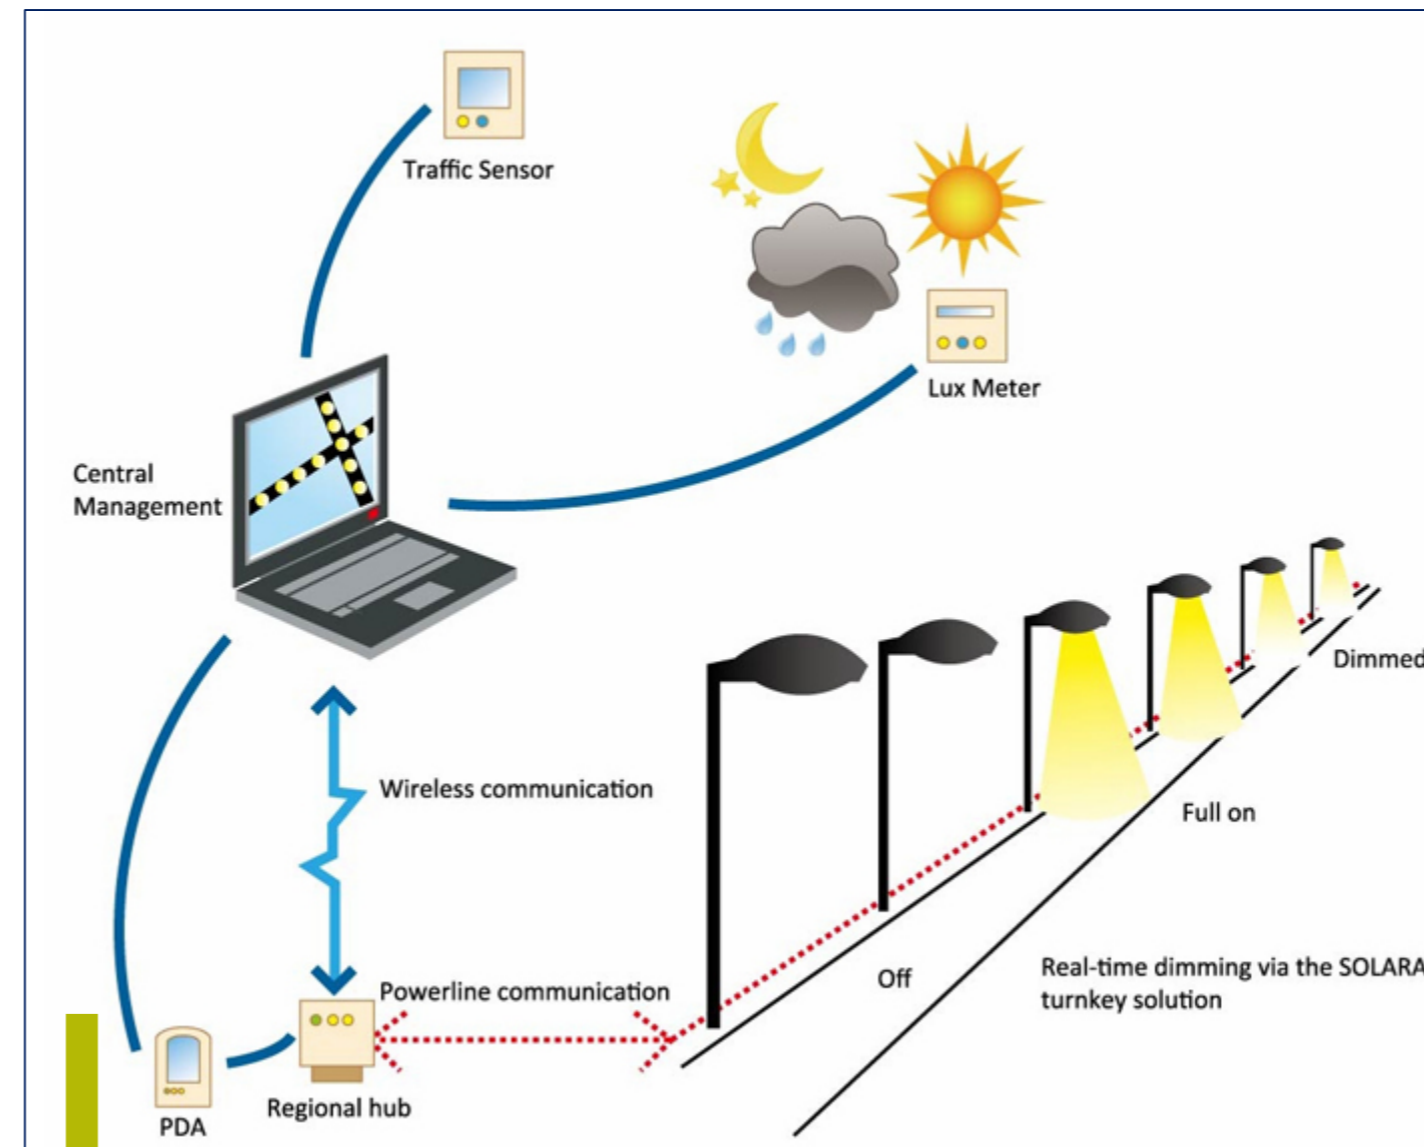 Traffic Sensor
Lux Meter
Central
Management
Dimmed
Wireless communication
Full on
Real-time dimming via the SOLARA
turnkey solution
Off
Powerline communication
Regional hub
PDA